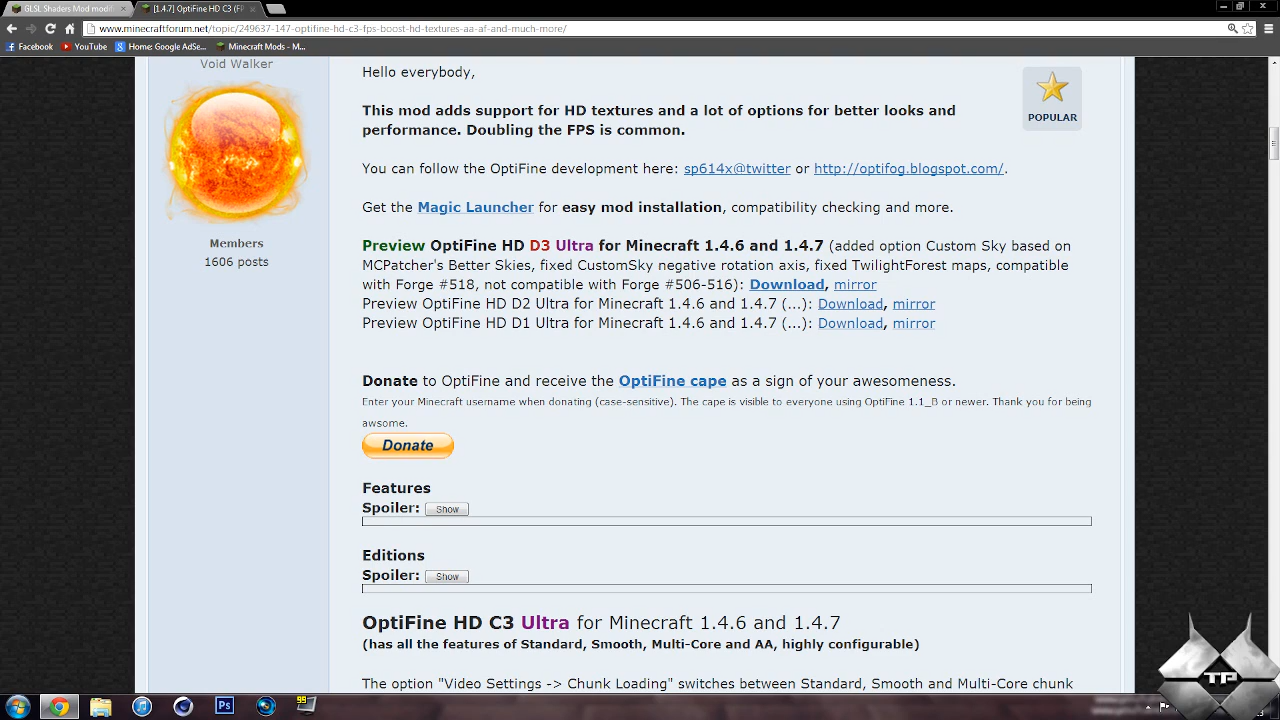 GLSL Shaders Mod modifi
[1.4.7] OptiFine HD C3 (F
www.minecraftforum.net/topic/249637-147-optifine-hd-c3-fps-boost-hd-textures-aa-af-and-much-more/
Facebook
YouTube
Home: Google AdSe...
Minecraft Mods - M...
Void Walker
Members
1606 posts
Hello everybody,
POPULAR
This mod adds support for HD textures and a lot of options for better looks and
performance. Doubling the FPS is common.
You can follow the OptiFine development here: sp614x@twitter or http://optifog.blogspot.com/.
Get the Magic Launcher for easy mod installation, compatibility checking and more.
Preview OptiFine HD D3 Ultra for Minecraft 1.4.6 and 1.4.7 (added option Custom Sky based on
MCPatcher's Better Skies, fixed CustomSky negative rotation axis, fixed TwilightForest maps, compatible
with Forge #518, not compatible with Forge #506-516): Download, mirror
Preview OptiFine HD D2 Ultra for Minecraft 1.4.6 and 1.4.7 (...): Download, mirror
Preview OptiFine HD D1 Ultra for Minecraft 1.4.6 and 1.4.7 (...): Download, mirror
Donate to OptiFine and receive the OptiFine cape as a sign of your awesomeness.
Enter your Minecraft username when donating (case-sensitive). The cape is visible to everyone using OptiFine 1.1_B or newer. Thank you for being
awsome.
Donate
Features
Spoiler: Show
Editions
Spoiler: Show
OptiFine HD C3 Ultra for Minecraft 1.4.6 and 1.4.7
(has all the features of Standard, Smooth, Multi-Core and AA, highly configurable)
The option "Video Settings -> Chunk Loading" switches between Standard, Smooth and Multi-Core chunk
TP
Ps
99